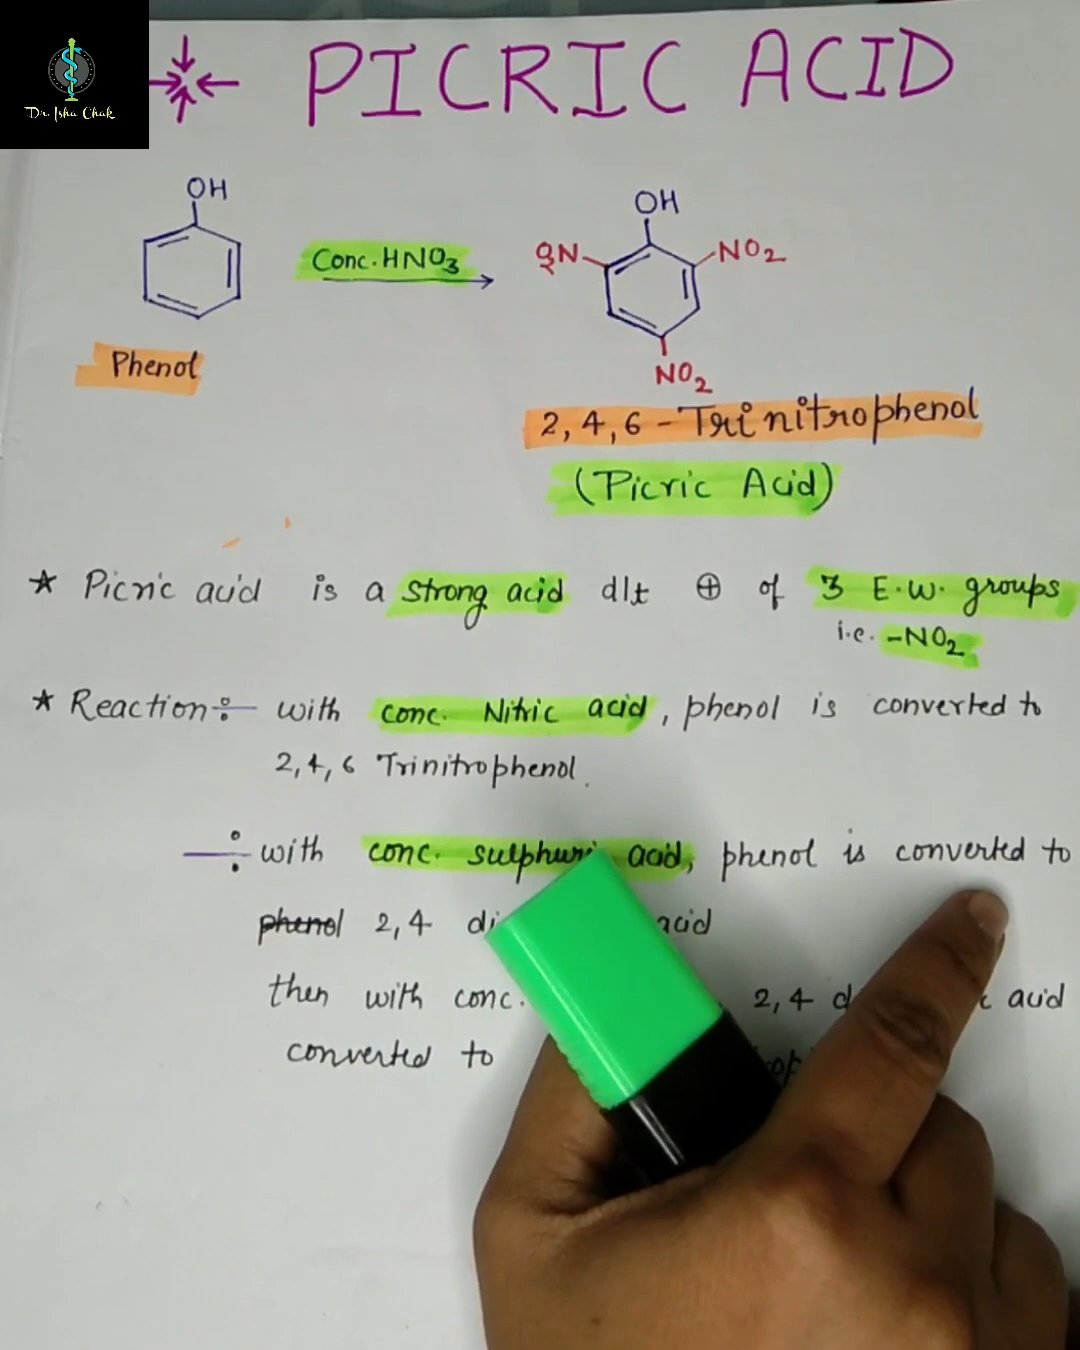 Dr. Isha Chak
PICRIC ACID
OH
Conc. HNO3
Phenol
OH
O2N
NO2
NO2
2,4,6 - Trinitrophenol
(Picric Acid)
★ Picric acid is a strong acid d/t ⊕ of 3 E.W. groups
i.e. -NO2
★ Reaction ÷ with conc. Nitric acid, phenol is converted to
2,4,6 Trinitrophenol.
÷ with conc. sulphuric acid, phenol is converted to
phenol 2,4 acid
then with conc. 2,4 acid
converted to